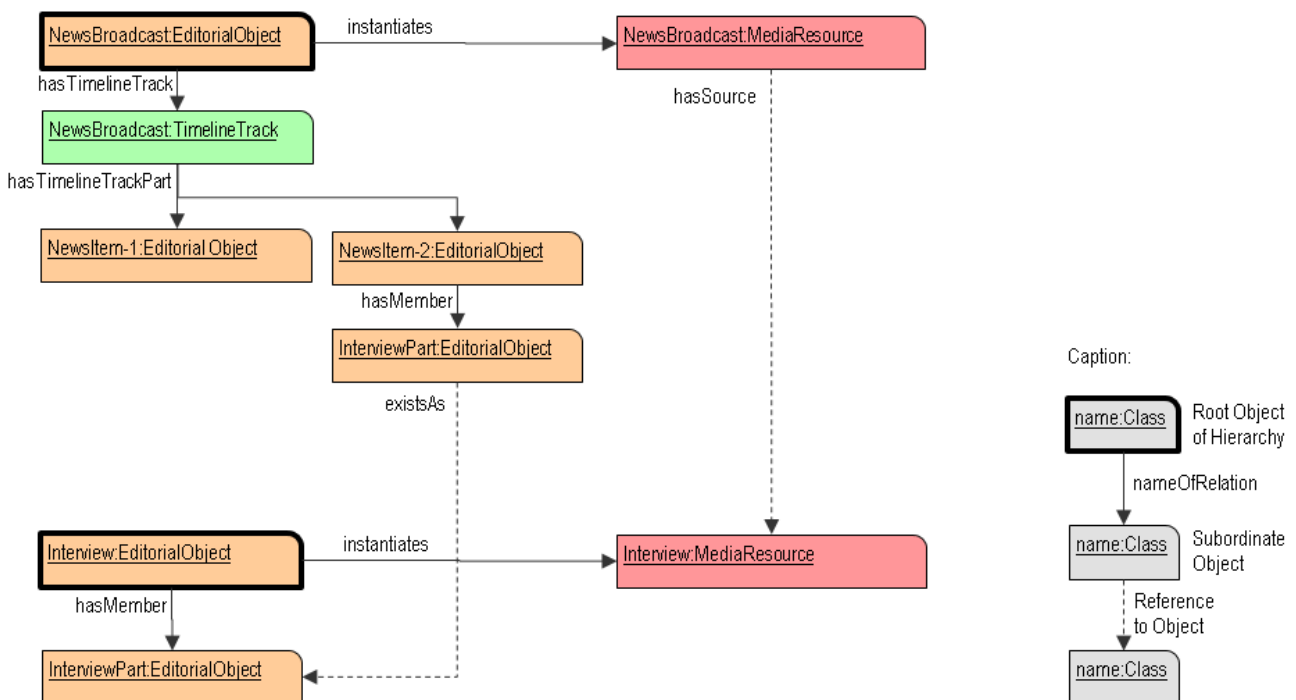 NewsBroadcast:EditorialObject
instantiates
NewsBroadcast:MediaResource
hasTimelineTrack
hasSource
NewsBroadcast:TimelineTrack
hasTimelineTrackPart
NewsItem-1:Editorial Object
NewsItem-2:EditorialObject
hasMember
InterviewPart:EditorialObject
existsAs
Interview:EditorialObject
instantiates
Interview:MediaResource
hasMember
InterviewPart:EditorialObject
Caption:
name:Class
Root Object
of Hierarchy
nameOfRelation
name:Class
Subordinate
Object
Reference
to Object
name:Class